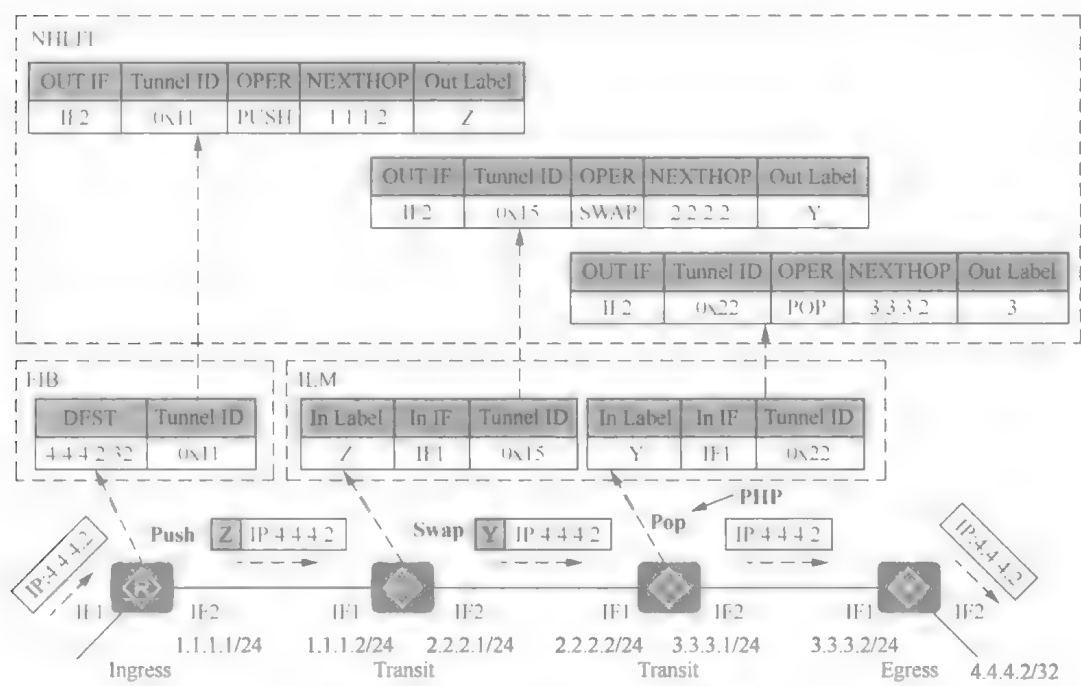 NHLFE
OUT IF Tunnel ID OPER NEXTHOP Out Label
IF2 0x11 PUSH 1.1.1.2 Z
OUT IF Tunnel ID OPER NEXTHOP Out Label
IF2 0x15 SWAP 2.2.2.2 Y
OUT IF Tunnel ID OPER NEXTHOP Out Label
IF2 0x22 POP 3.3.3.2 3
FIB
DEST Tunnel ID
4.4.4.2/32 0x11
ILM
In Label In IF Tunnel ID
Z IF1 0x15
In Label In IF Tunnel ID
Y IF1 0x22
PHP
IP:4.4.4.2
Push Z IP:4.4.4.2
Swap Y IP:4.4.4.2
Pop IP:4.4.4.2
IP:4.4.4.2
R
IF1 IF2 IF1 IF2 IF1 IF2 IF1 IF2
1.1.1.1/24 1.1.1.2/24 2.2.2.1/24 2.2.2.2/24 3.3.3.1/24 3.3.3.2/24
Ingress Transit Transit Egress 4.4.4.2/32